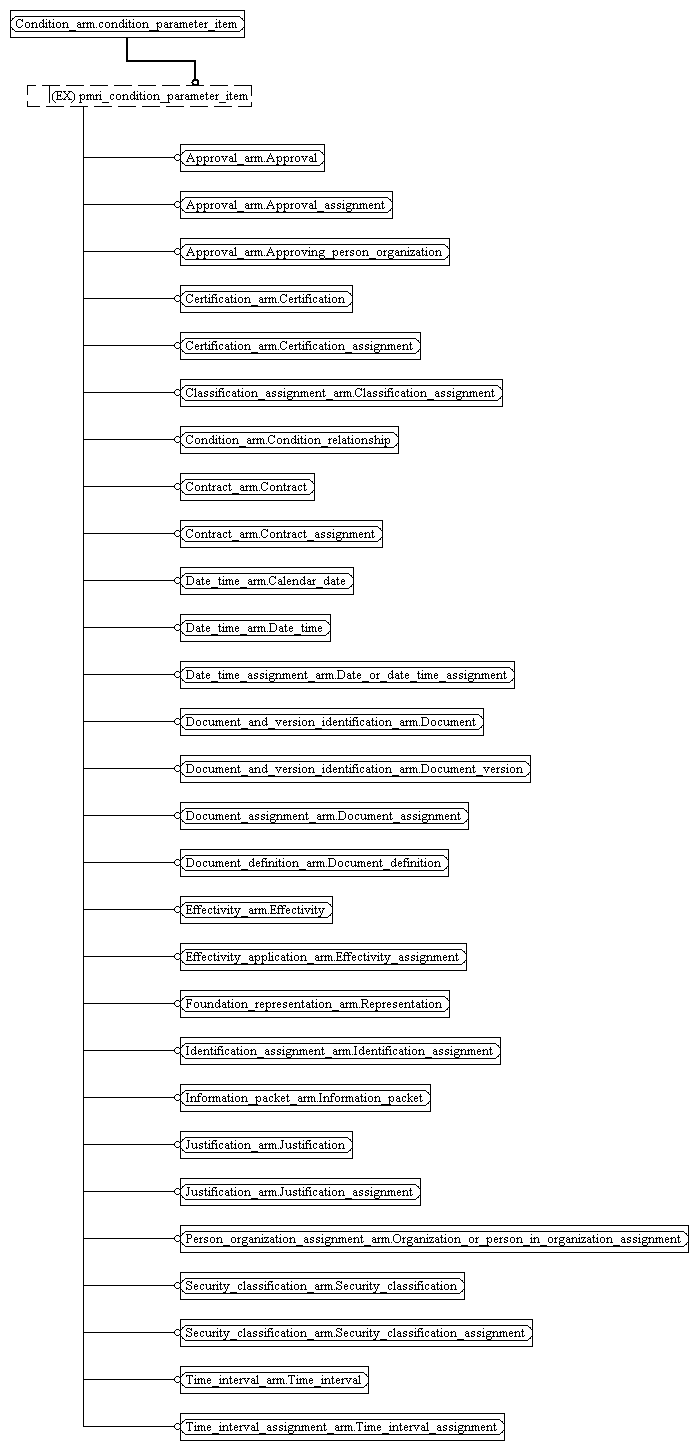 Condition_arm.condition_parameter_item
(EX) pmri_condition_parameter_item
Approval_arm.Approval
Approval_arm.Approval_assignment
Approval_arm.Approving_person_organization
Certification_arm.Certification
Certification_arm.Certification_assignment
Classification_assignment_arm.Classification_assignment
Condition_arm.Condition_relationship
Contract_arm.Contract
Contract_arm.Contract_assignment
Date_time_arm.Calendar_date
Date_time_arm.Date_time
Date_time_assignment_arm.Date_or_date_time_assignment
Document_and_version_identification_arm.Document
Document_and_version_identification_arm.Document_version
Document_assignment_arm.Document_assignment
Document_definition_arm.Document_definition
Effectivity_arm.Effectivity
Effectivity_application_arm.Effectivity_assignment
Foundation_representation_arm.Representation
Identification_assignment_arm.Identification_assignment
Information_packet_arm.Information_packet
Justification_arm.Justification
Justification_arm.Justification_assignment
Person_organization_assignment_arm.Organization_or_person_in_organization_assignment
Security_classification_arm.Security_classification
Security_classification_arm.Security_classification_assignment
Time_interval_arm.Time_interval
Time_interval_assignment_arm.Time_interval_assignment